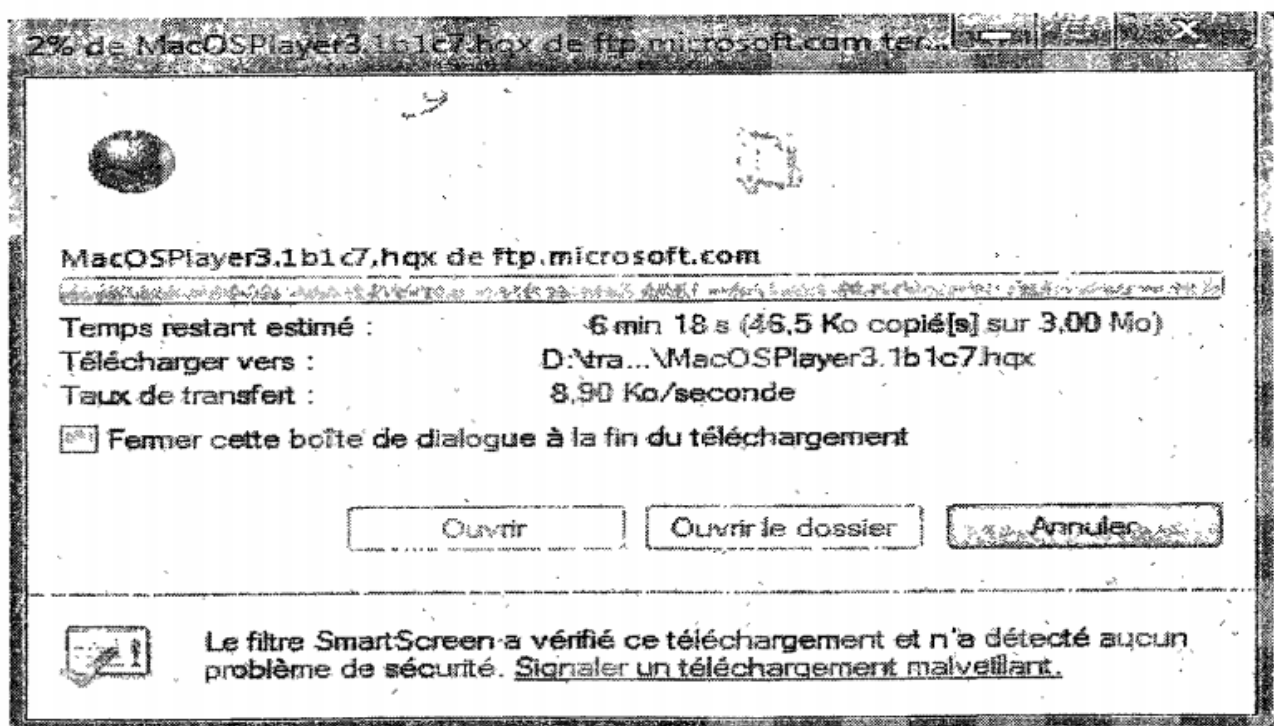 2% de MacOSPlayer3.1b1c7.hqx de ftp.microsoft.com ter...
MacOSPlayer3.1b1c7.hqx de ftp.microsoft.com
Temps restant estimé : 6 min 18 s (46,5 Ko copié[s] sur 3,00 Mo)
Télécharger vers : D:\tra...\MacOSPlayer3.1b1c7.hqx
Taux de transfert : 8,90 Ko/seconde
Fermer cette boîte de dialogue à la fin du téléchargement
Ouvrir Ouvrir le dossier Annuler
Le filtre SmartScreen a vérifié ce téléchargement et n'a détecté aucun
problème de sécurité. Signaler un téléchargement malveillant.